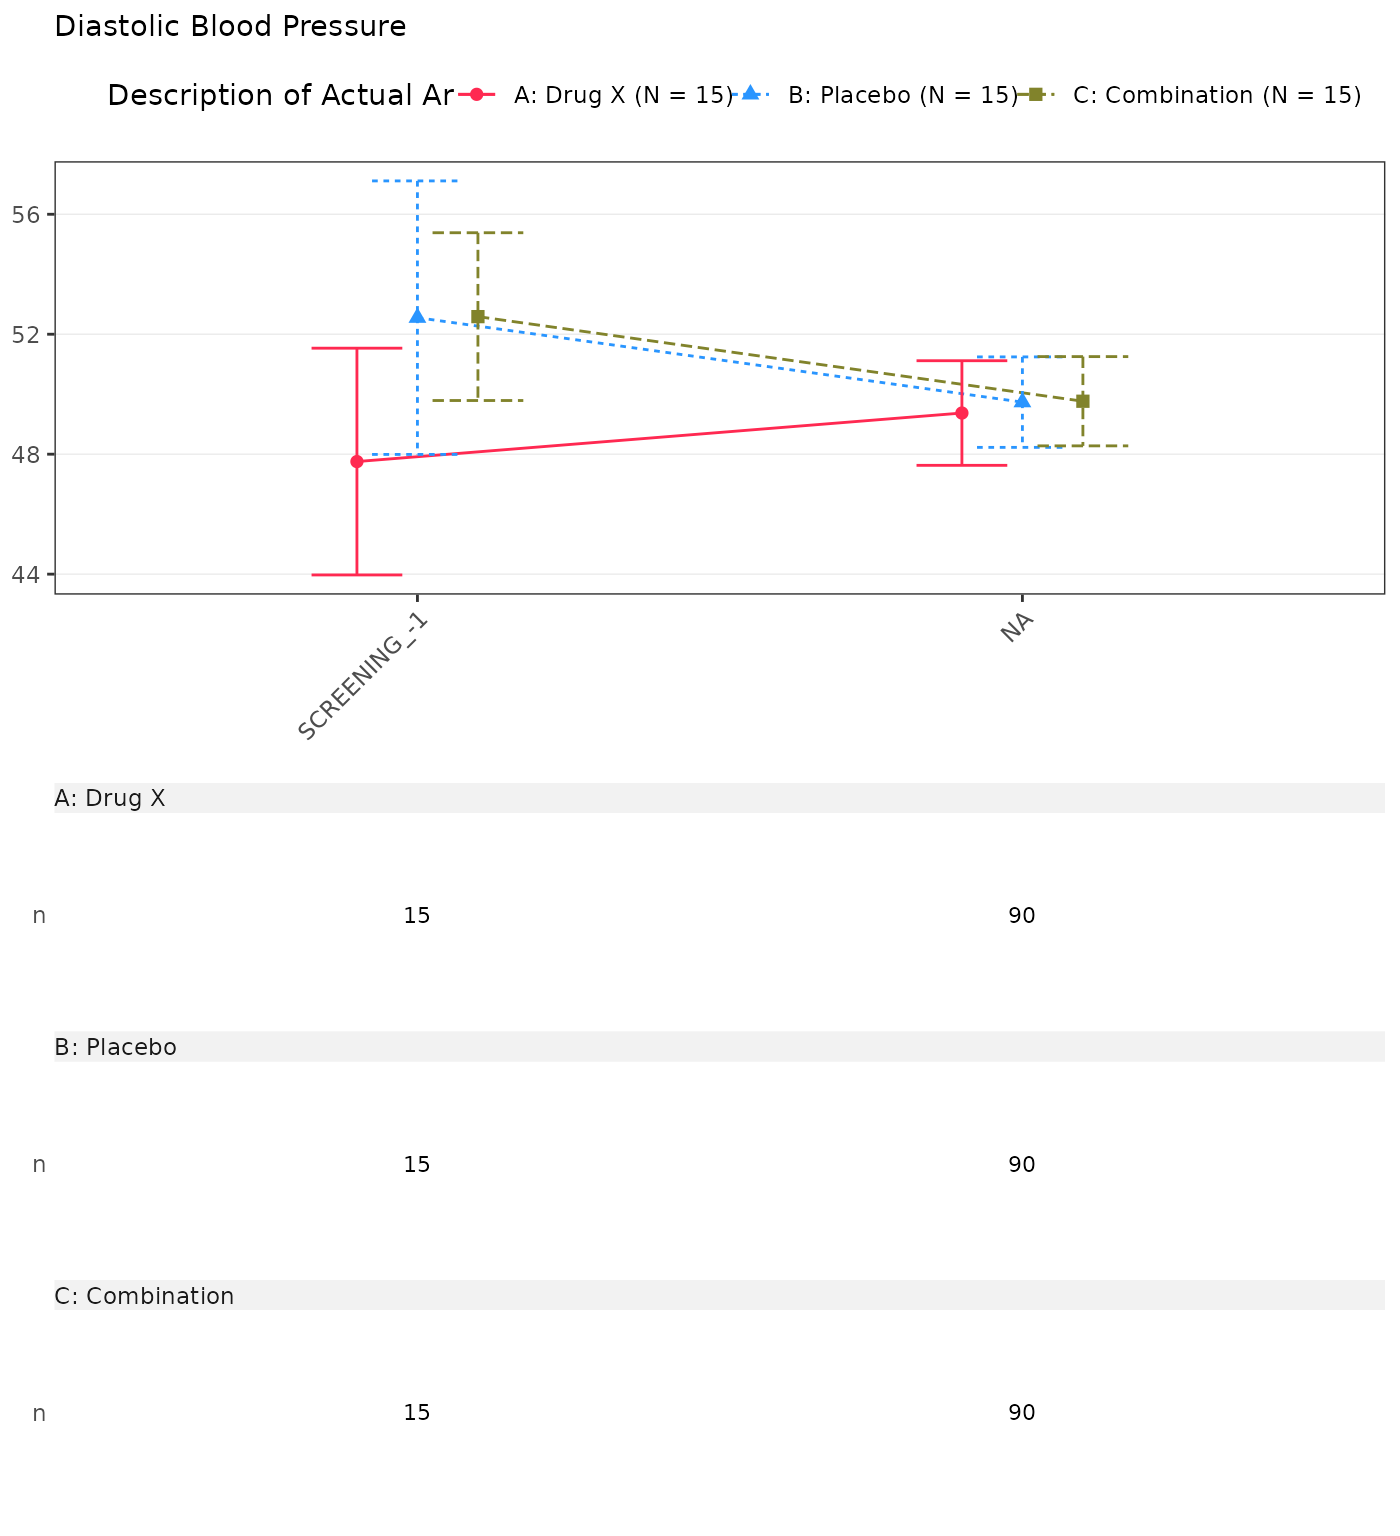 Diastolic Blood Pressure
Description of Actual Ar A: Drug X (N = 15) B: Placebo (N = 15) C: Combination (N = 15)
56
52
48
44
SCREENING_-1 NA
A: Drug X
n 15 90
B: Placebo
n 15 90
C: Combination
n 15 90